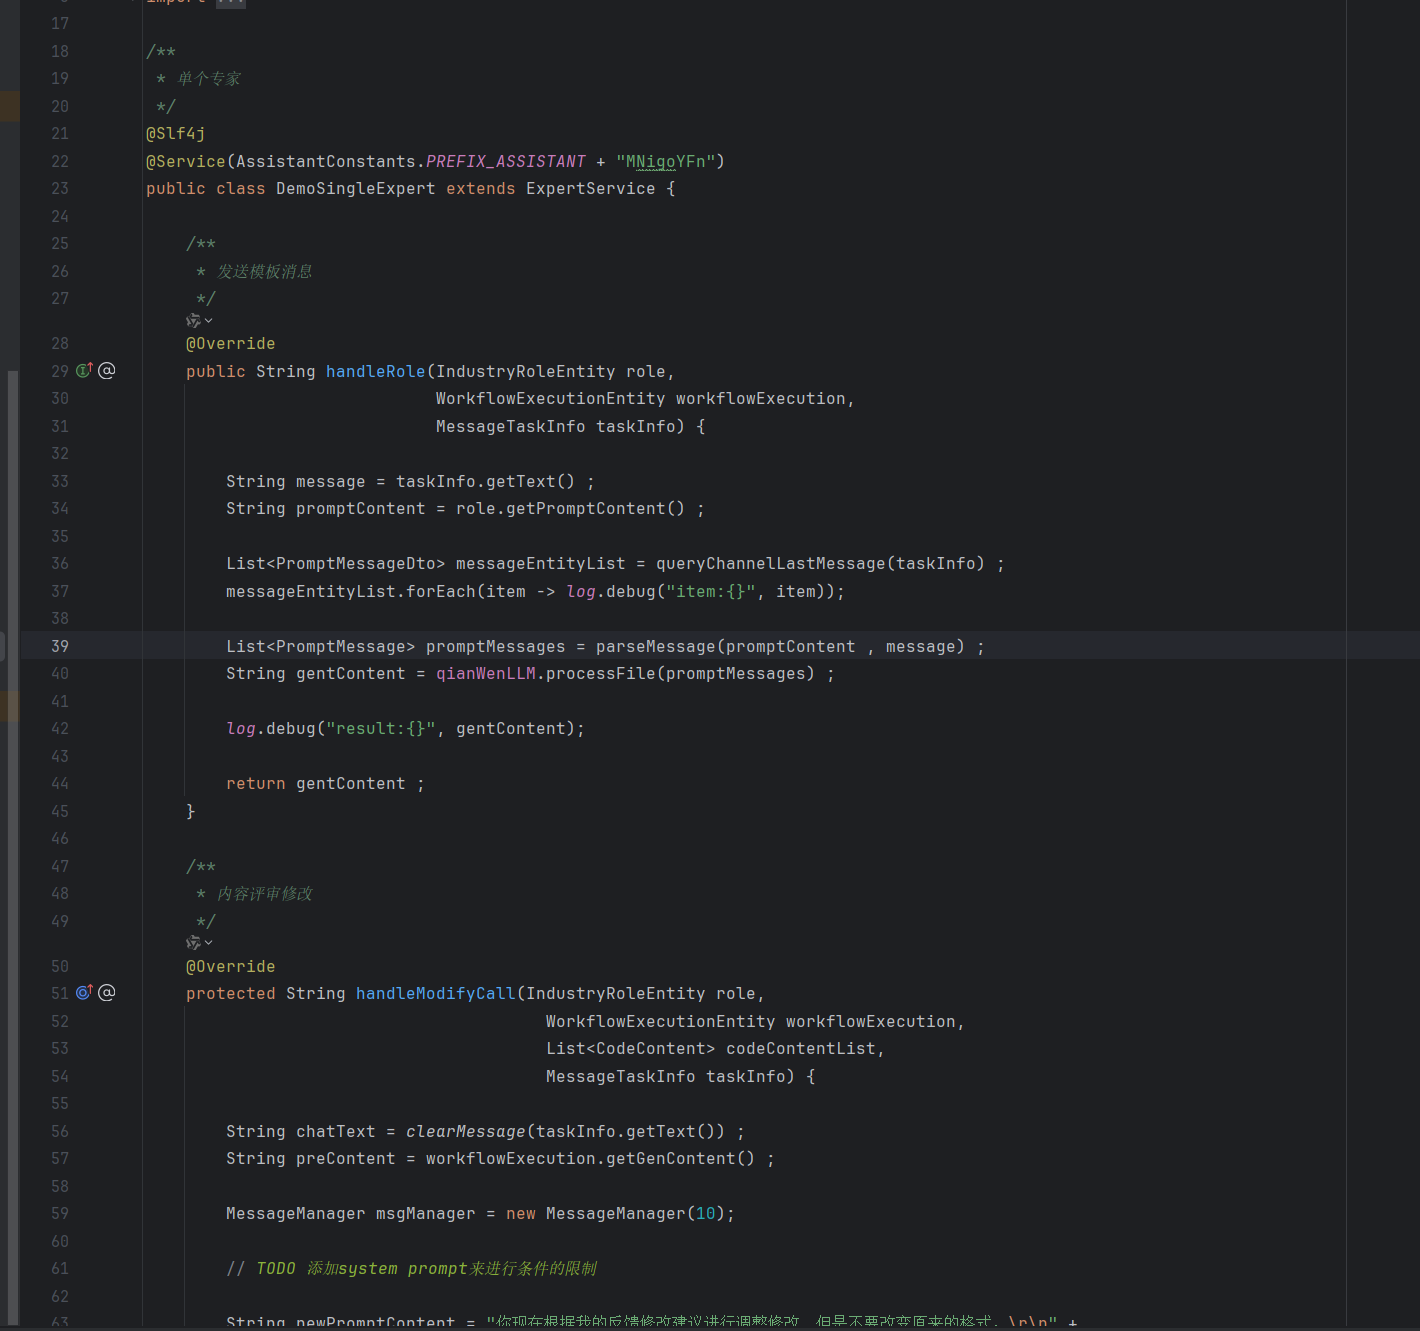 import ...
17
18 /**
19 * 单个专家
20 */
21 @Slf4j
22 @Service(AssistantConstants.PREFIX_ASSISTANT + "MNigoYFn")
23 public class DemoSingleExpert extends ExpertService {
24
25 /**
26 * 发送模板消息
27 */
28 @Override
29 public String handleRole(IndustryRoleEntity role,
30 WorkflowExecutionEntity workflowExecution,
31 MessageTaskInfo taskInfo) {
32
33 String message = taskInfo.getText() ;
34 String promptContent = role.getPromptContent() ;
35
36 List<PromptMessageDto> messageEntityList = queryChannelLastMessage(taskInfo) ;
37 messageEntityList.forEach(item -> log.debug("item:{}", item));
38
39 List<PromptMessage> promptMessages = parseMessage(promptContent , message) ;
40 String gentContent = qianWenLLM.processFile(promptMessages) ;
41
42 log.debug("result:{}", gentContent);
43
44 return gentContent ;
45 }
46
47 /**
48 * 内容评审修改
49 */
50 @Override
51 protected String handleModifyCall(IndustryRoleEntity role,
52 WorkflowExecutionEntity workflowExecution,
53 List<CodeContent> codeContentList,
54 MessageTaskInfo taskInfo) {
55
56 String chatText = clearMessage(taskInfo.getText()) ;
57 String preContent = workflowExecution.getGenContent() ;
58
59 MessageManager msgManager = new MessageManager(10);
60
61 // TODO 添加system prompt来进行条件的限制
62
63 String newPromptContent = "你现在根据我的反馈修改建议进行调整修改，但是不要改变原来的格式，\r\n" +